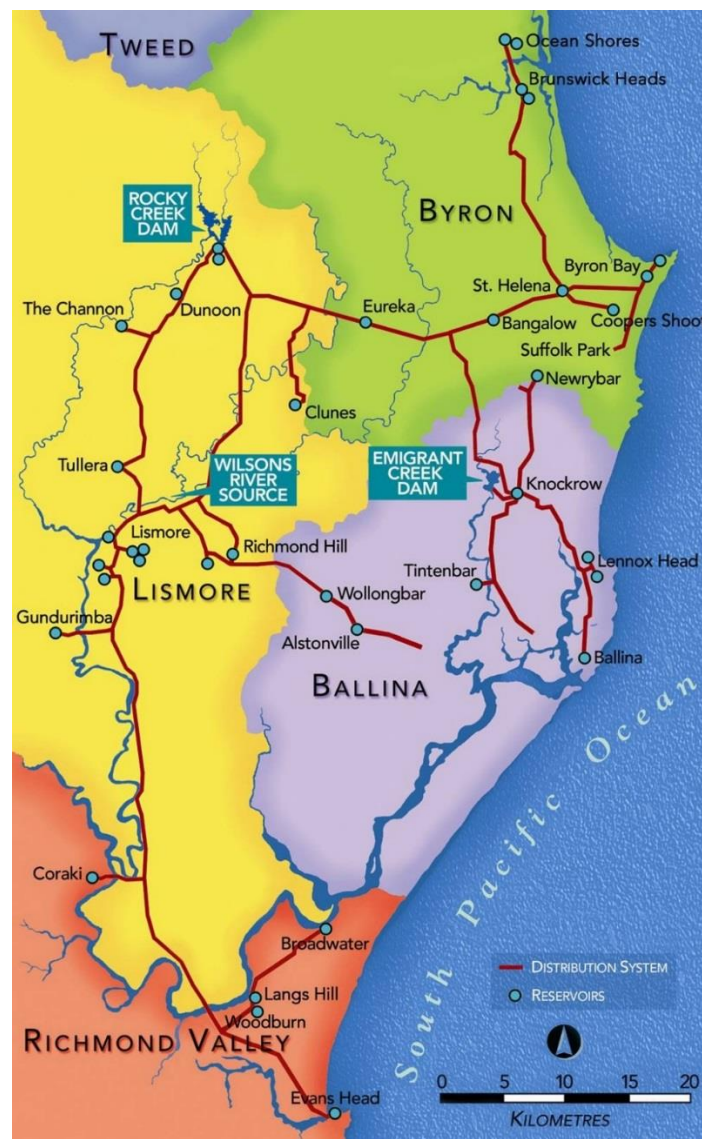 TWEED
Ocean Shores
Brunswick Heads
ROCKY
CREEK
DAM
BYRON
Byron Bay
St. Helena
The Channon
Dunoon
Eureka
Bangalow
Coopers Shoot
Suffolk Park
Newrybar
Clunes
Tullera
WILSONS
RIVER
SOURCE
EMIGRANT
CREEK
DAM
Knockrow
Lismore
Richmond Hill
Lennox Head
LISMORE
Tintenbar
Wollongbar
Gundurimba
Alstonville
Ballina
BALLINA
South Pacific Ocean
Coraki
Broadwater
DISTRIBUTION SYSTEM
RESERVOIRS
Langs Hill
Woodburn
RICHMOND VALLEY
Evans Head
0 5 10 15 20
KILOMETRES